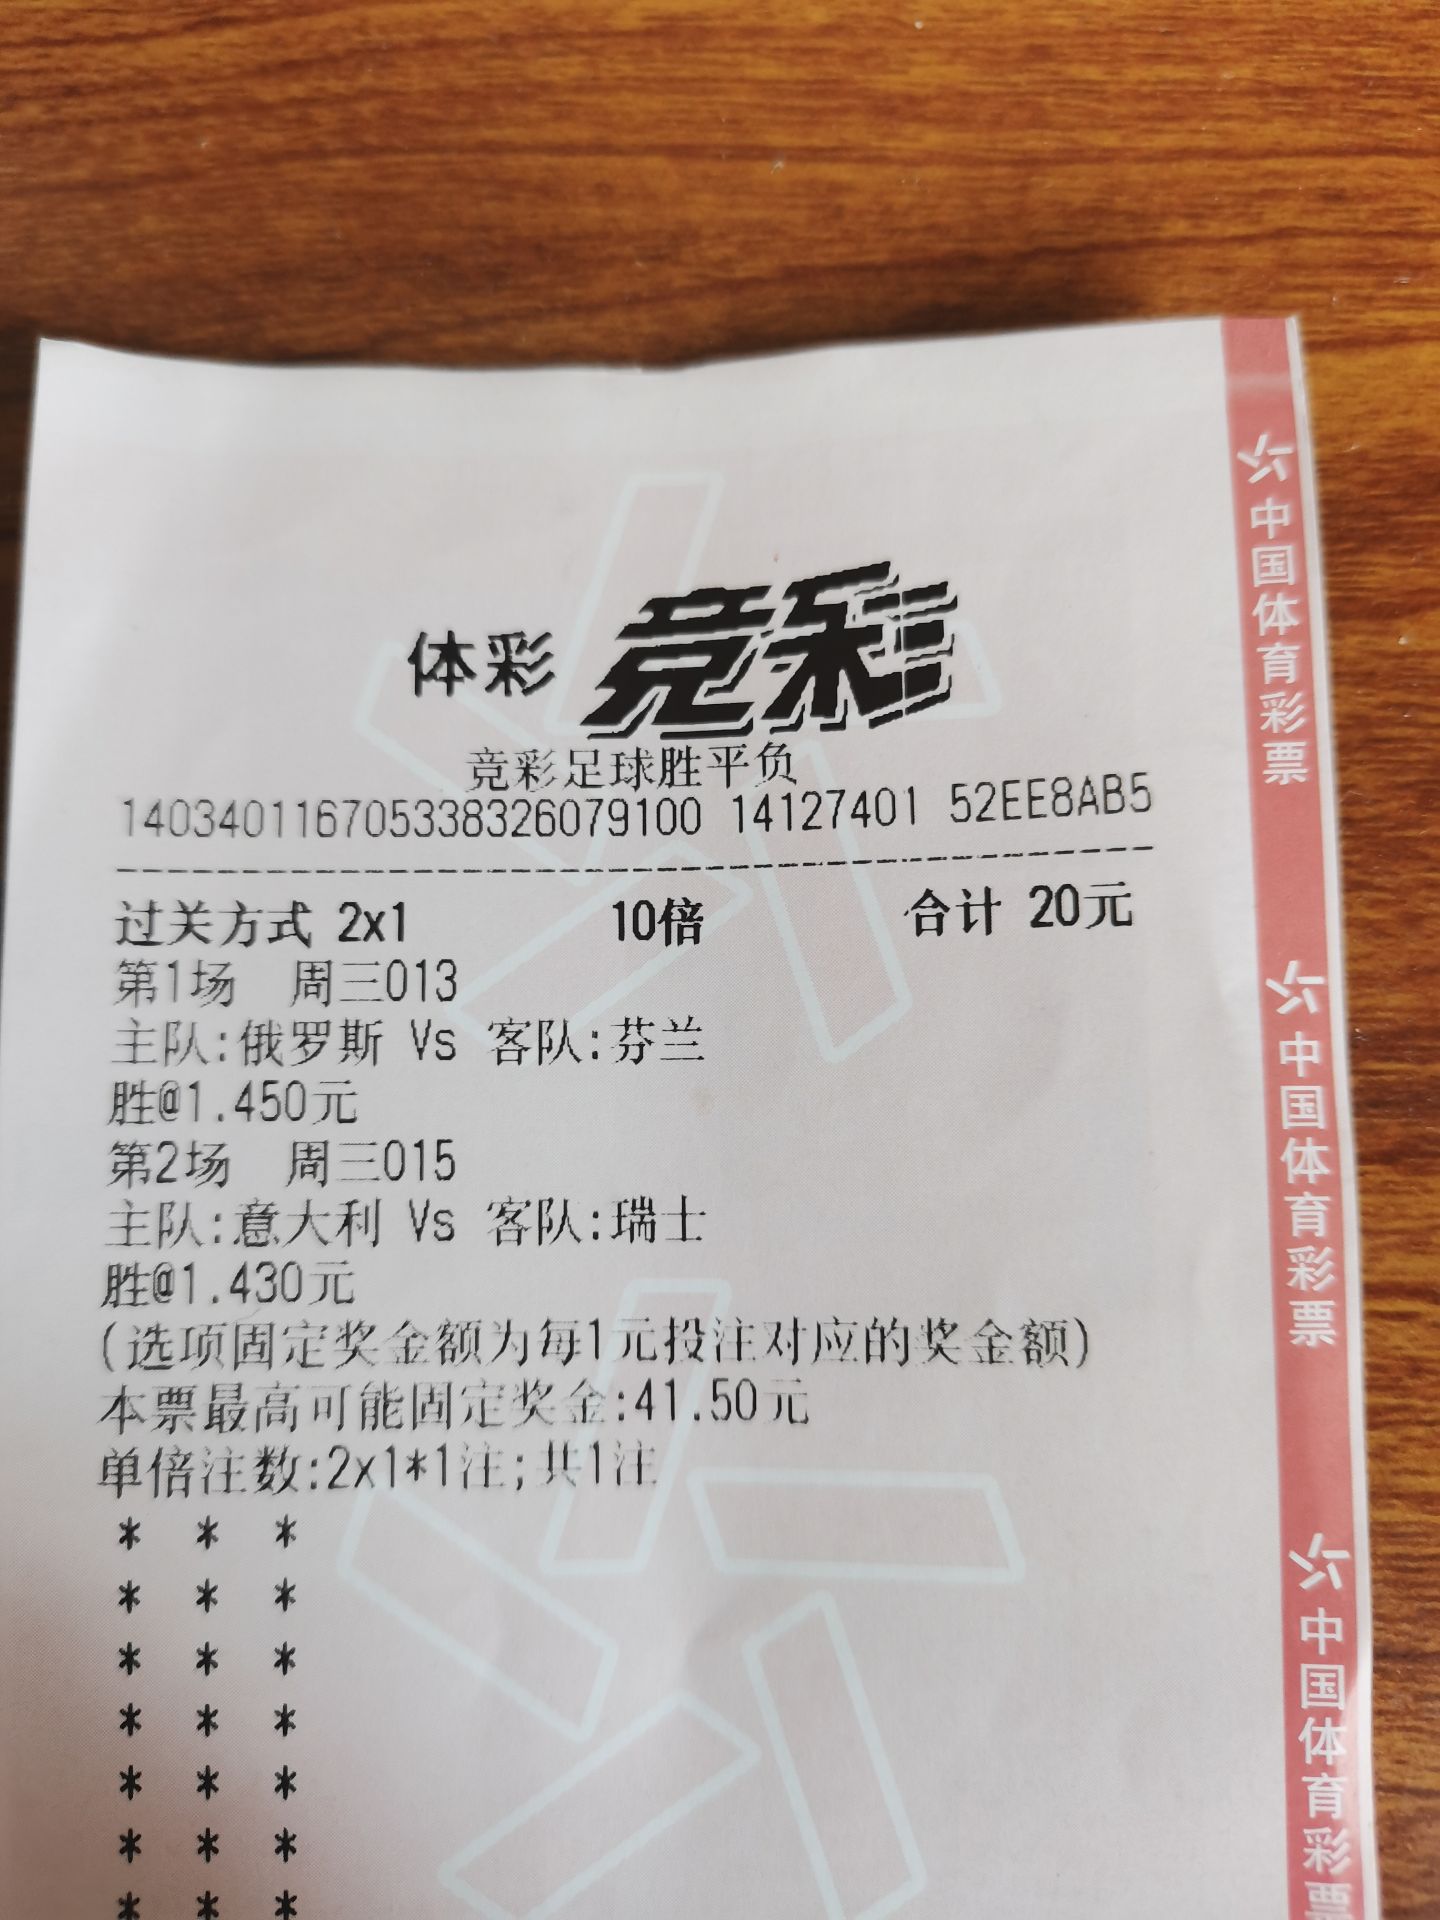 体彩 竞彩
竞彩足球胜平负
140340116705338326079100 14127401 52EE8AB5
过关方式 2x1 10倍 合计 20元
第1场 周三013
主队:俄罗斯 Vs 客队:芬兰
胜@1.450元
第2场 周三015
主队:意大利 Vs 客队:瑞士
胜@1.430元
(选项固定奖金额为每1元投注对应的奖金额)
本票最高可能固定奖金:41.50元
单倍注数:2x1*1注;共1注
* * *
* * *
* * *
* * *
* * *
* * *
* * *
中国体育彩票
中国体育彩票
中国体育彩票